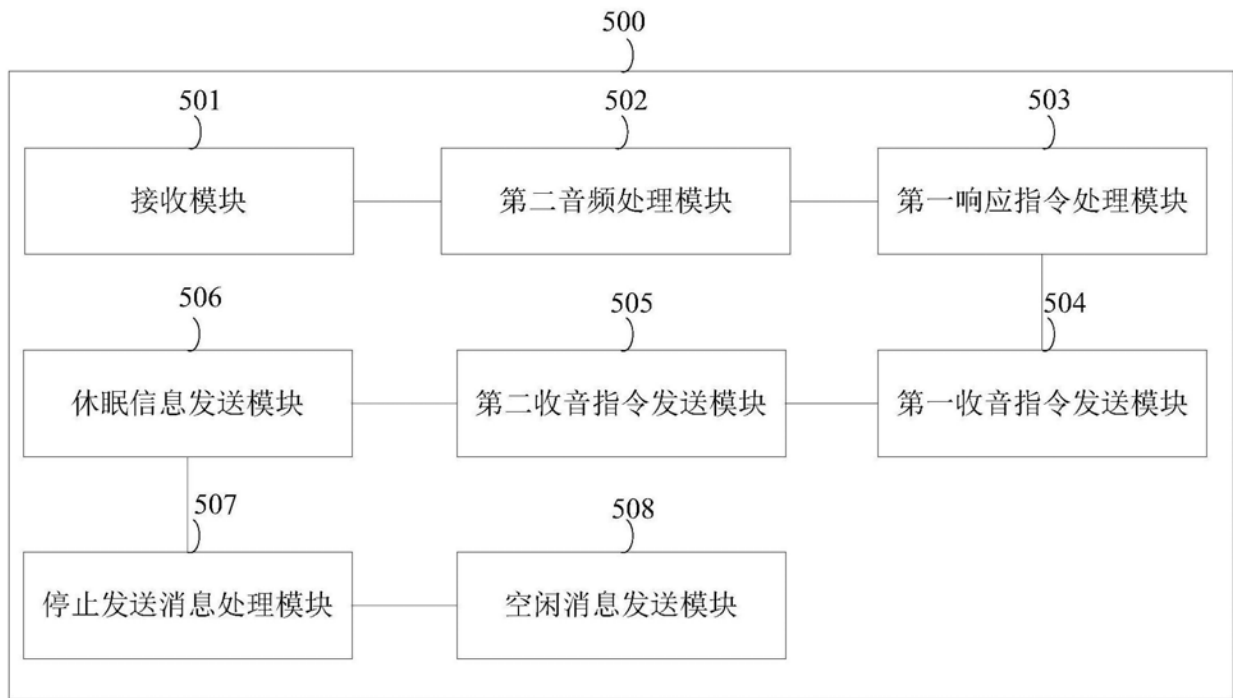 500
501
502
503
接收模块
第二音频处理模块
第一响应指令处理模块
506
505
504
休眠信息发送模块
第二收音指令发送模块
第一收音指令发送模块
507
508
停止发送消息处理模块
空闲消息发送模块